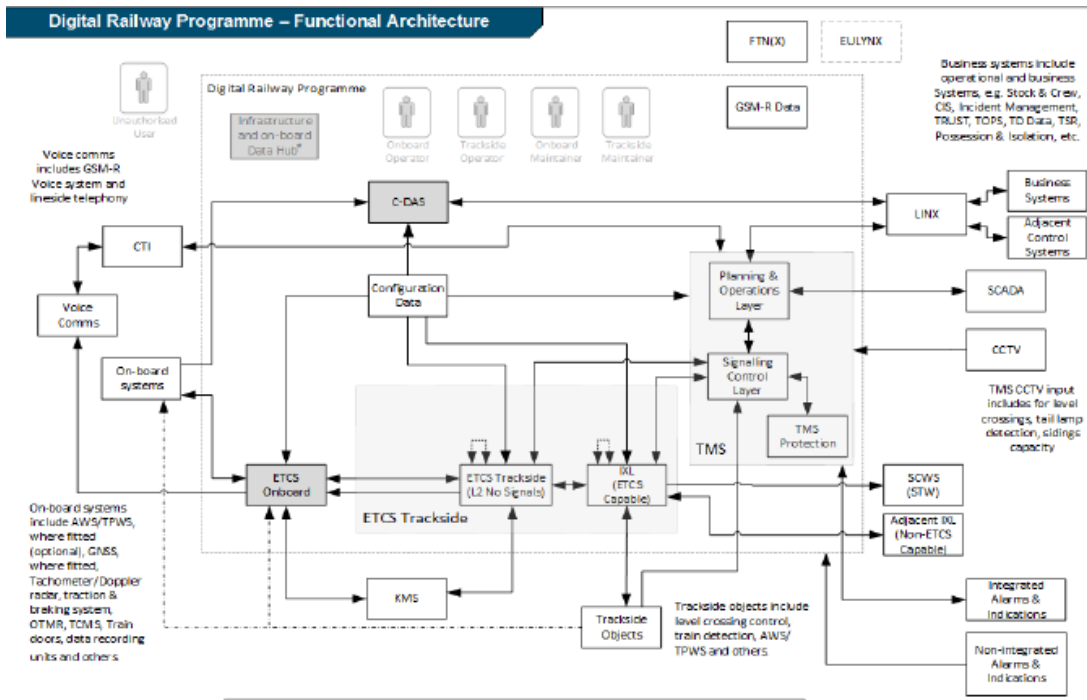 Digital Railway Programme – Functional Architecture
FTN(X)
EULYNX
Business systems include
operational and business
Systems, e.g. Stock & Crew,
CIS, Incident Management,
TRUST, TOPS, TD Data, TSR,
Possession & Isolation, etc.
Digital Railway Programme
GSM-R Data
Unauthorised
User
Infrastructure
and on-board
Data Hub*
Onboard
Operator
Trackside
Operator
Onboard
Maintainer
Trackside
Maintainer
Voice comms
includes GSM-R
Voice system and
lineside telephony
C-DAS
LINX
Business
Systems
Adjacent
Control
Systems
CTI
Planning &
Operations
Layer
Configuration
Data
SCADA
Voice
Comms
CCTV
On-board
systems
Signalling
Control
Layer
TMS CCTV input
includes for level
crossings, tail lamp
detection, sidings
capacity
TMS
Protection
TMS
ETCS
Onboard
ETCS Trackside
(L2 No Signals)
IXL
(ETCS
Capable)
SCWS
(STW)
ETCS Trackside
Adjacent IXL
(Non-ETCS
Capable)
On-board systems
include AWS/TPWS,
where fitted
(optional), GNSS,
where fitted,
Tachometer/Doppler
radar, traction &
braking system,
OTMR, TCMS, Train
doors, data recording
units and others.
KMS
Trackside
Objects
Trackside objects include
level crossing control,
train detection, AWS/
TPWS and others.
Integrated
Alarms &
Indications
Non-integrated
Alarms &
Indications